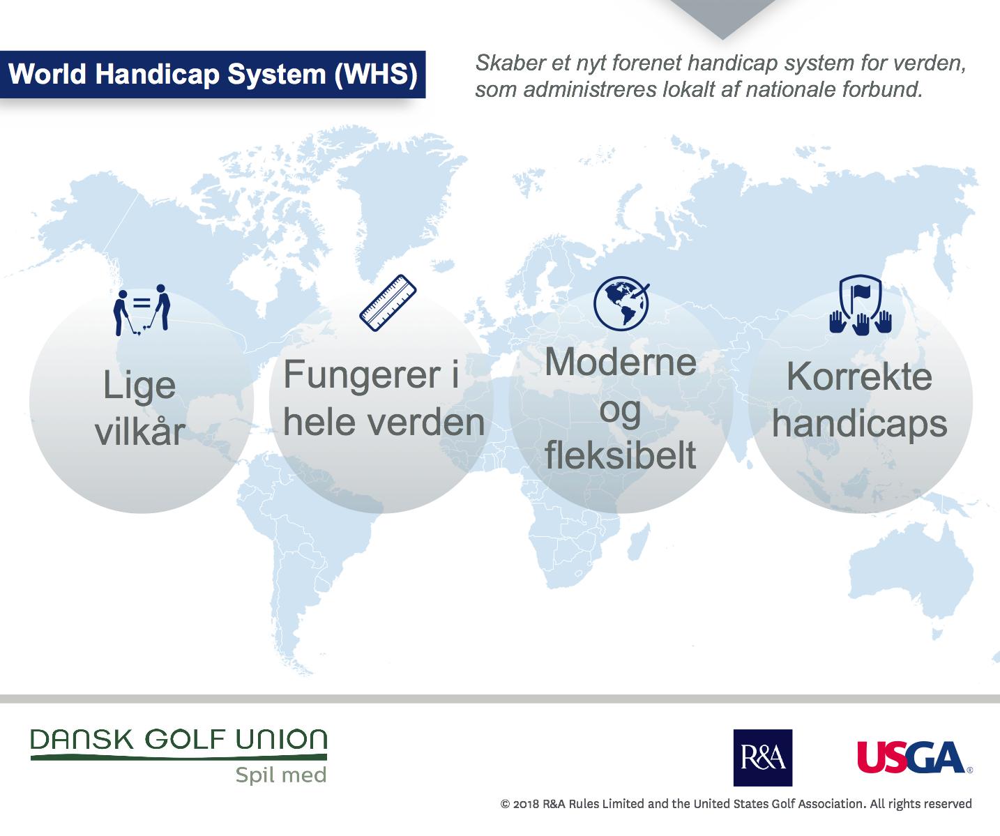 World Handicap System (WHS)
Skaber et nyt forenet handicap system for verden,
som administreres lokalt af nationale forbund.
=
Lige
vilkår
Fungerer i
hele verden
Moderne
og
fleksibelt
Korrekte
handicaps
DANSK GOLF UNION
Spil med
R&A
USGA®
© 2018 R&A Rules Limited and the United States Golf Association. All rights reserved